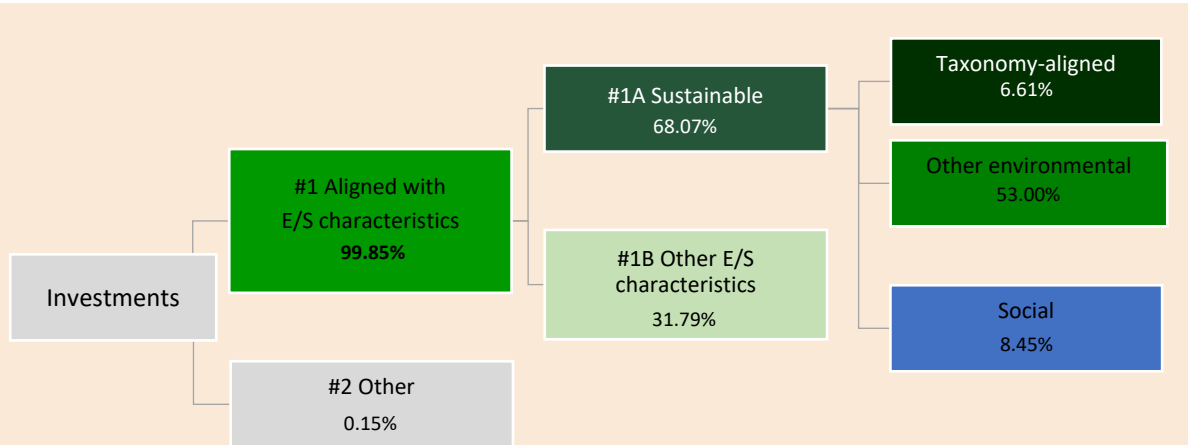 Investments
#1 Aligned with
E/S characteristics
99.85%
#2 Other
0.15%
#1A Sustainable
68.07%
#1B Other E/S
characteristics
31.79%
Taxonomy-aligned
6.61%
Other environmental
53.00%
Social
8.45%